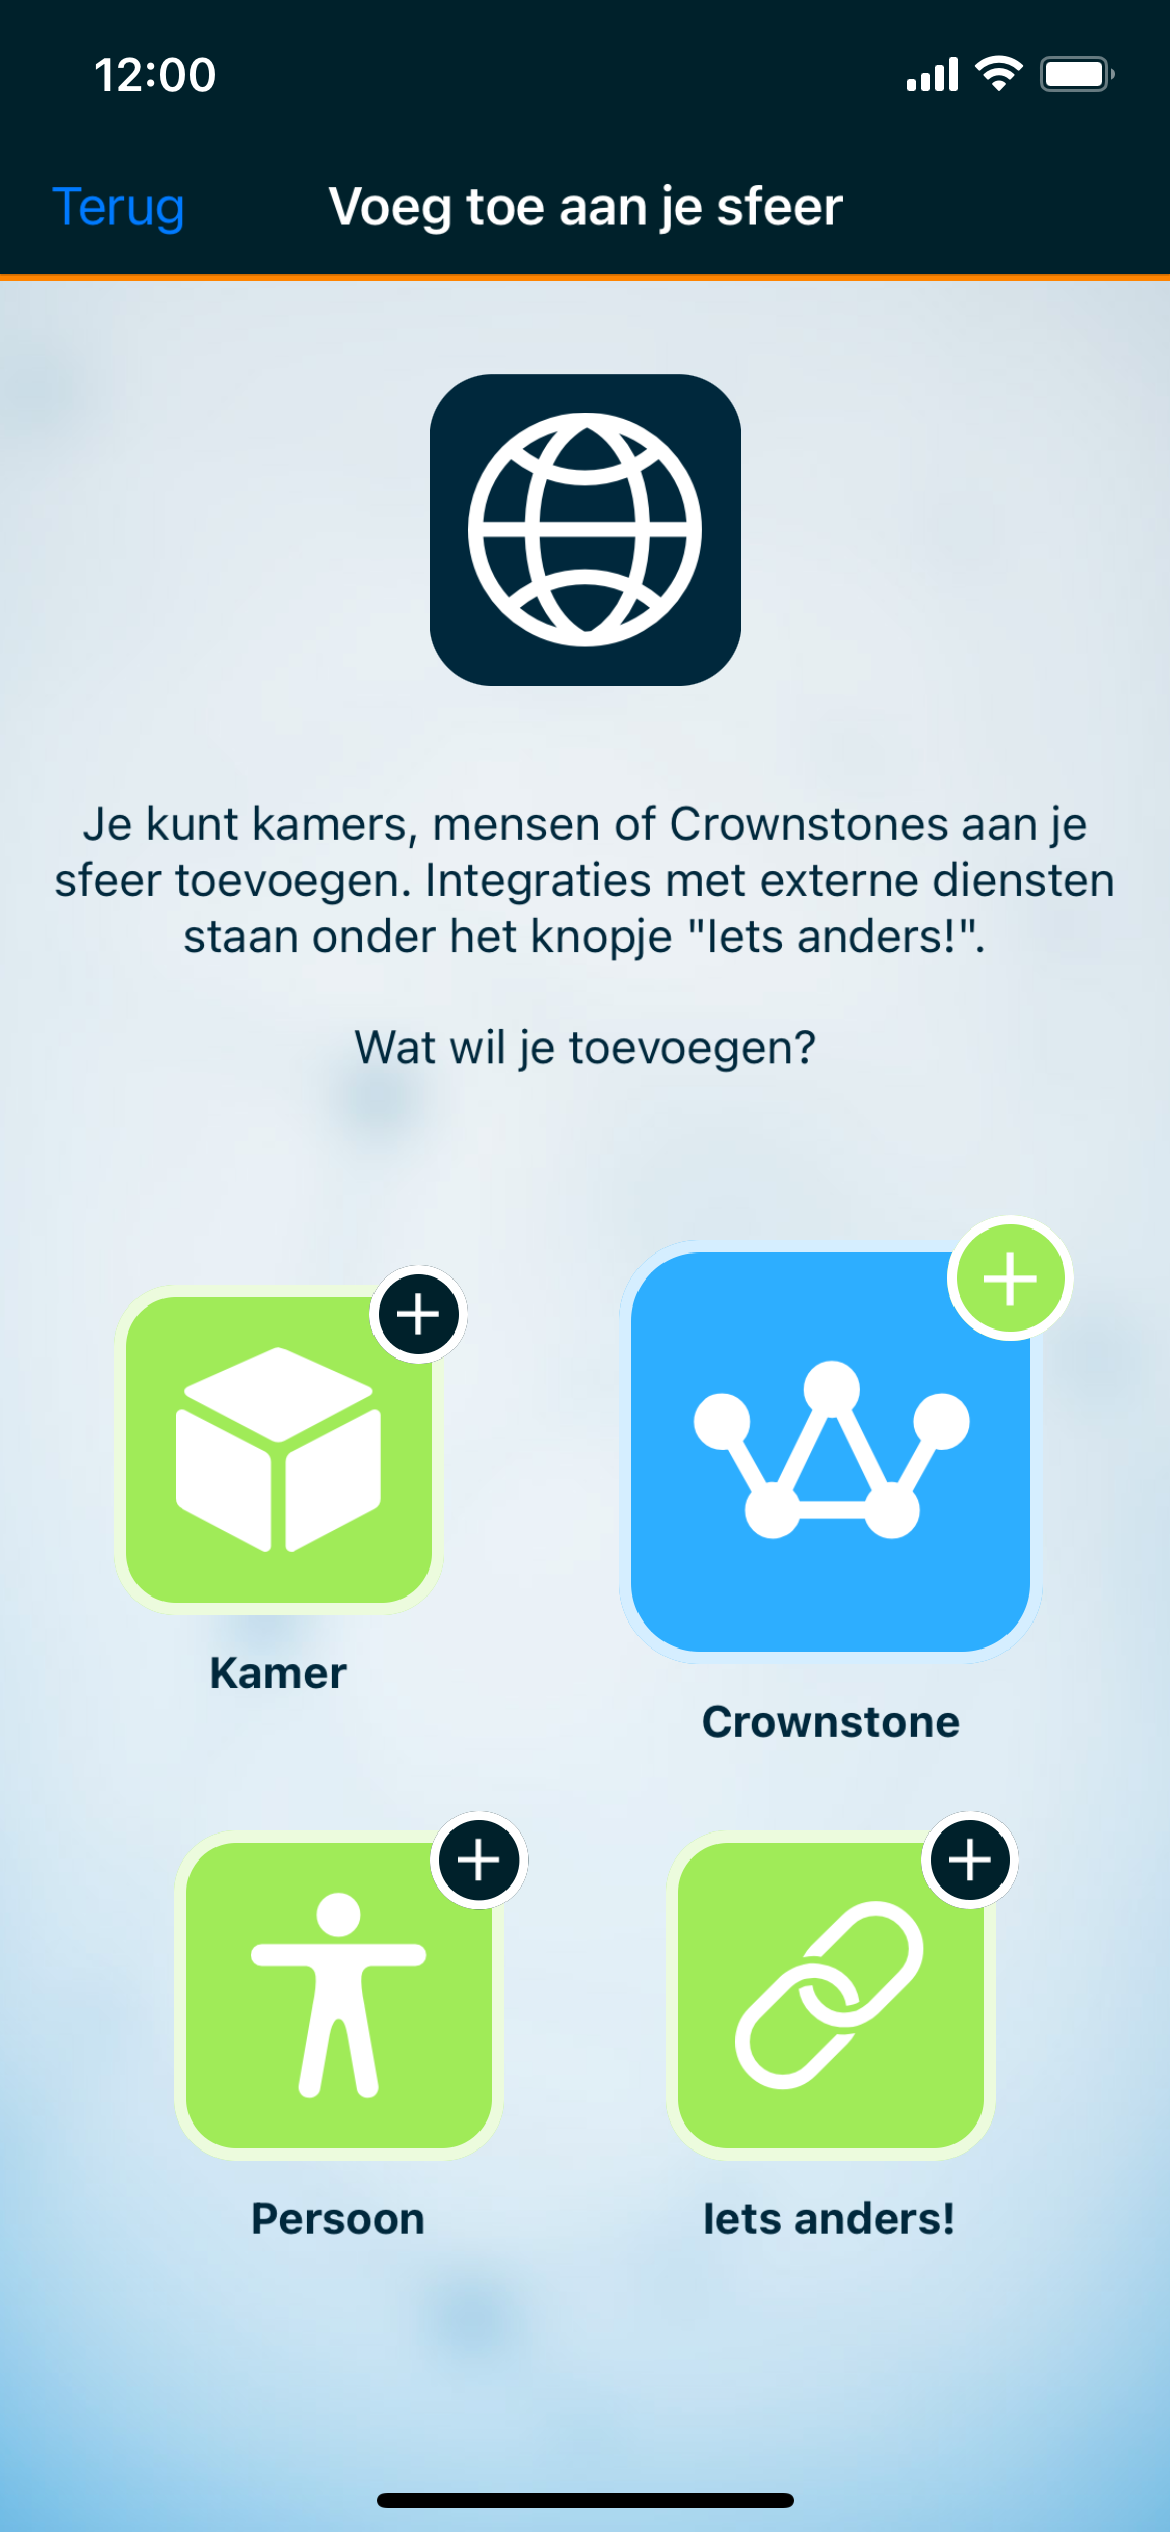 12:00
Terug
Voeg toe aan je sfeer
Je kunt kamers, mensen of Crownstones aan je
sfeer toevoegen. Integraties met externe diensten
staan onder het knopje "Iets anders!".
Wat wil je toevoegen?
Kamer
Crownstone
Persoon
Iets anders!